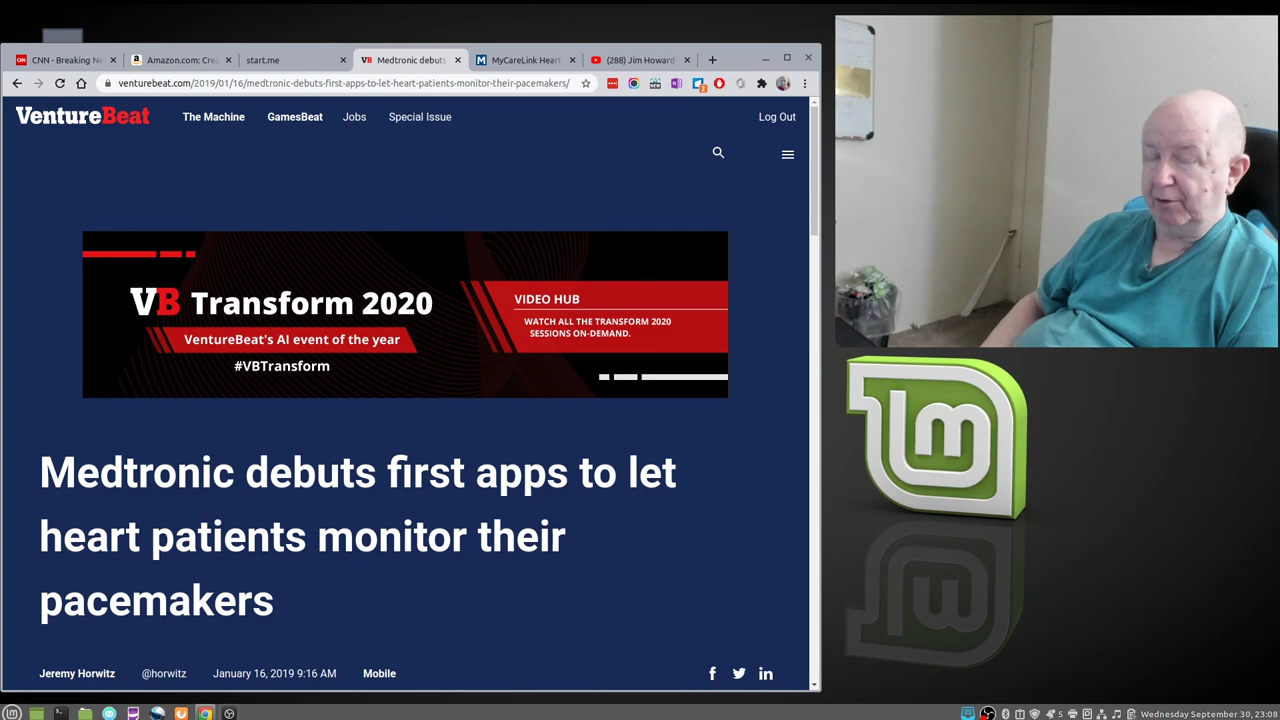 CNN - Breaking Ne
Amazon.com: Crea
start.me
VB Medtronic debuts
MyCareLink Heart
(288) Jim Howard
venturebeat.com/2019/01/16/medtronic-debuts-first-apps-to-let-heart-patients-monitor-their-pacemakers/
VentureBeat
The Machine
GamesBeat
Jobs
Special Issue
Log Out
VB Transform 2020
VentureBeat's AI event of the year
#VBTransform
VIDEO HUB
WATCH ALL THE TRANSFORM 2020
SESSIONS ON-DEMAND.
Medtronic debuts first apps to let
heart patients monitor their
pacemakers
Jeremy Horwitz
@horwitz
January 16, 2019 9:16 AM
Mobile
5
Wednesday September 30, 23:08